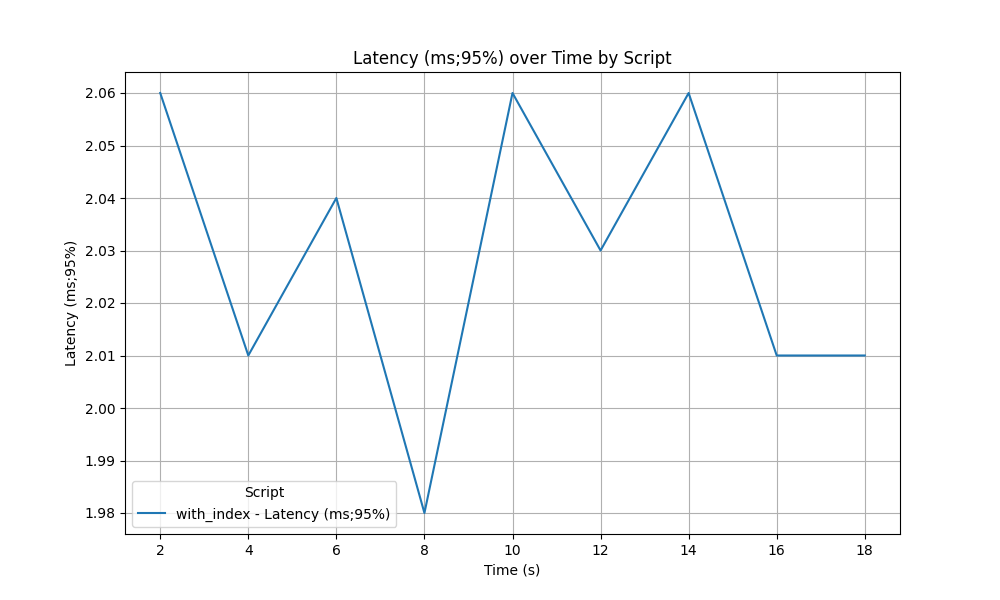 Latency (ms;95%) over Time by Script
Latency (ms;95%)
2.06
2.05
2.04
2.03
2.02
2.01
2.00
1.99
1.98
Script
with_index - Latency (ms;95%)
2 4 6 8 10 12 14 16 18
Time (s)